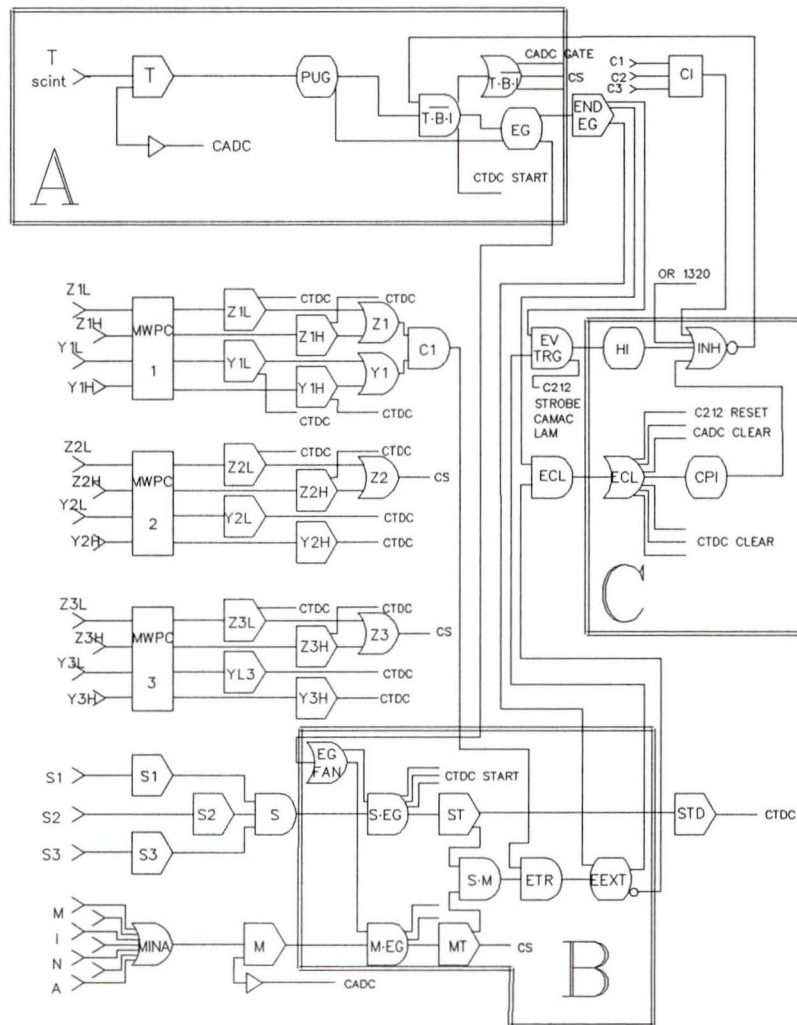 T
scint
T
CADC
A
PUG
T·B·I
T·B·I
EG
CADC GATE
CS
CTDC START
END
EG
C1
C2
C3
CI
OR 1320
Z1L
Z1H
Y1L
Y1H
MWPC
1
Z1L
Z1H
Y1L
Y1H
CTDC
CTDC
CTDC
CTDC
Z1
Y1
C1
EV
TRG
C212
STROBE
CAMAC
LAM
HI
INH
C212 RESET
CADC CLEAR
ECL
ECL
CPI
CTDC CLEAR
C
Z2L
Z2H
Y2L
Y2H
MWPC
2
Z2L
Z2H
Y2L
Y2H
CTDC
CTDC
CTDC
CTDC
Z2
CS
Z3L
Z3H
Y3L
Y3H
MWPC
3
Z3L
Z3H
YL3
Y3H
CTDC
CTDC
CTDC
CTDC
Z3
CS
EG
FAN
CTDC START
S1
S2
S3
S1
S2
S3
S
S·EG
ST
STD
CTDC
S·M
ETR
EEXT
M
I
N
A
MINA
M
CADC
M·EG
MT
CS
B